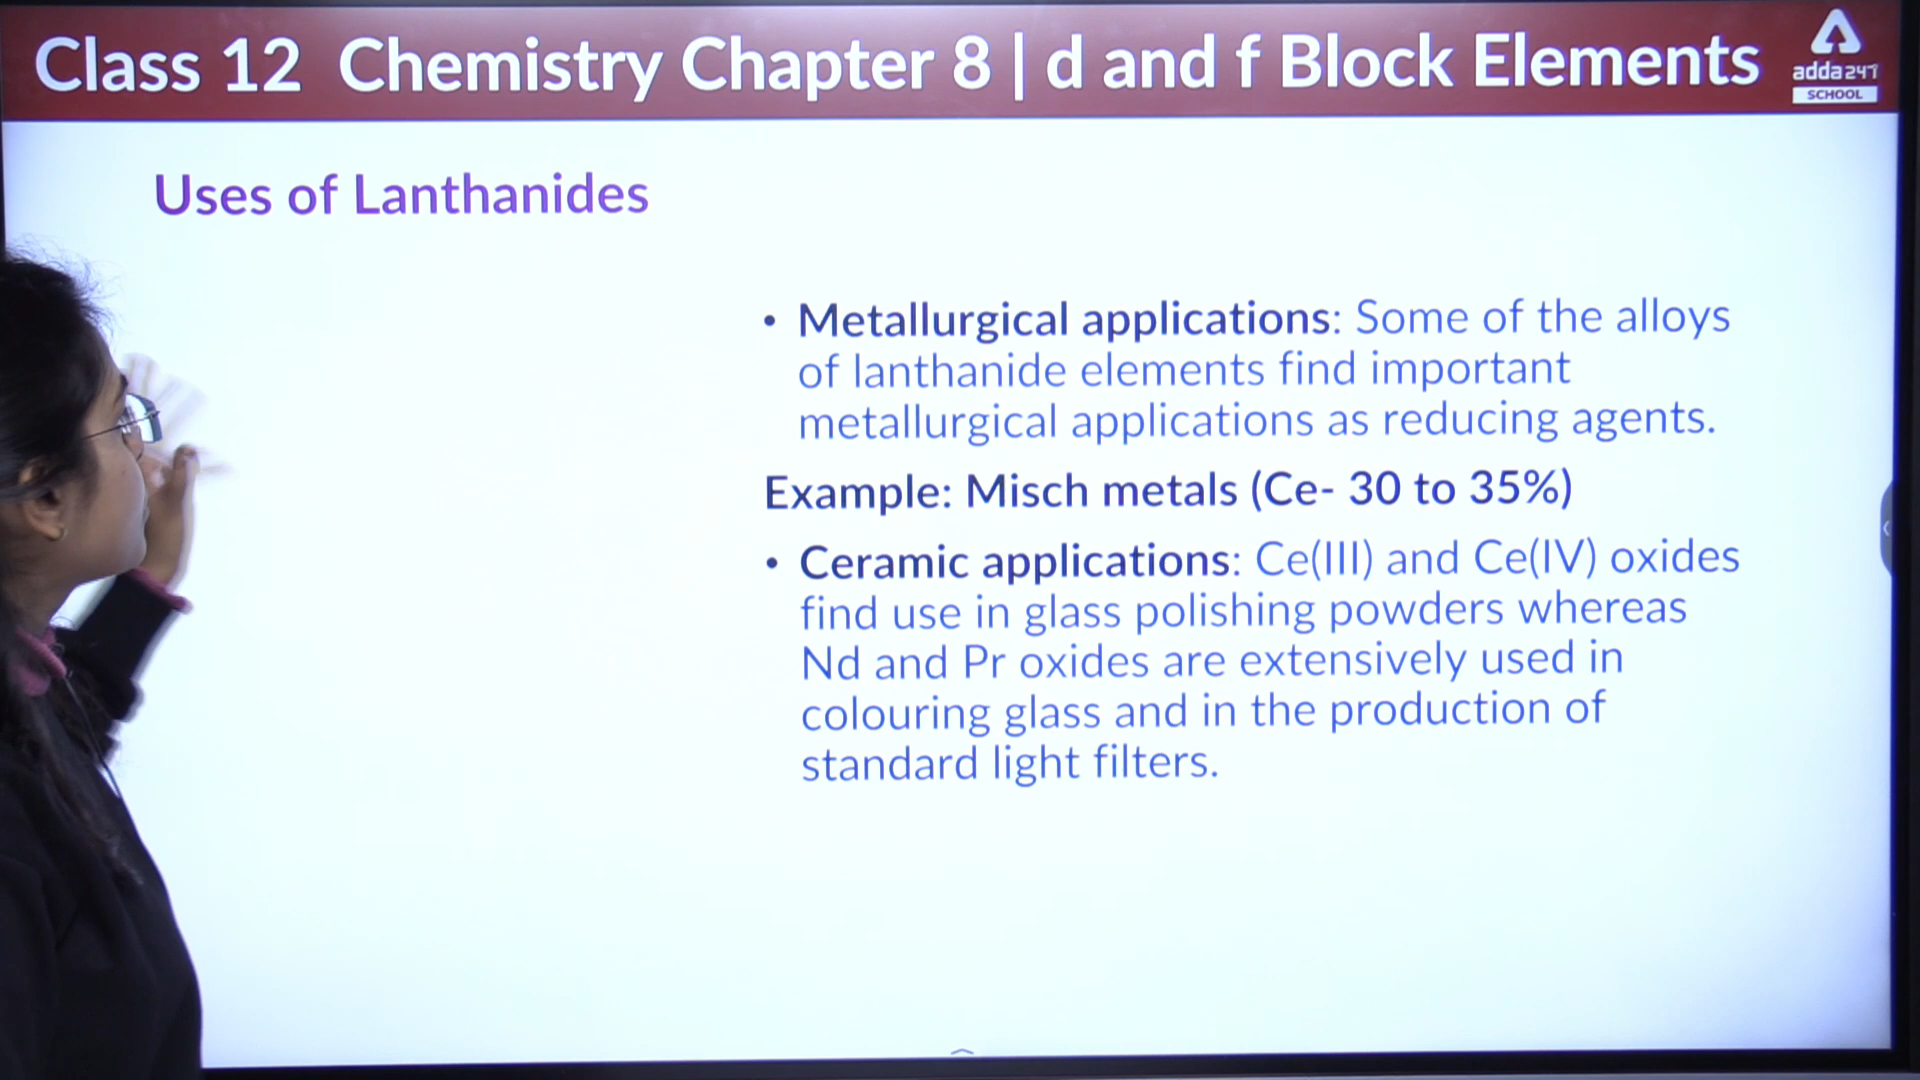 Class 12 Chemistry Chapter 8 | d and f Block Elements
adda247
SCHOOL
Uses of Lanthanides
• Metallurgical applications: Some of the alloys
of lanthanide elements find important
metallurgical applications as reducing agents.
Example: Misch metals (Ce- 30 to 35%)
• Ceramic applications: Ce(III) and Ce(IV) oxides
find use in glass polishing powders whereas
Nd and Pr oxides are extensively used in
colouring glass and in the production of
standard light filters.